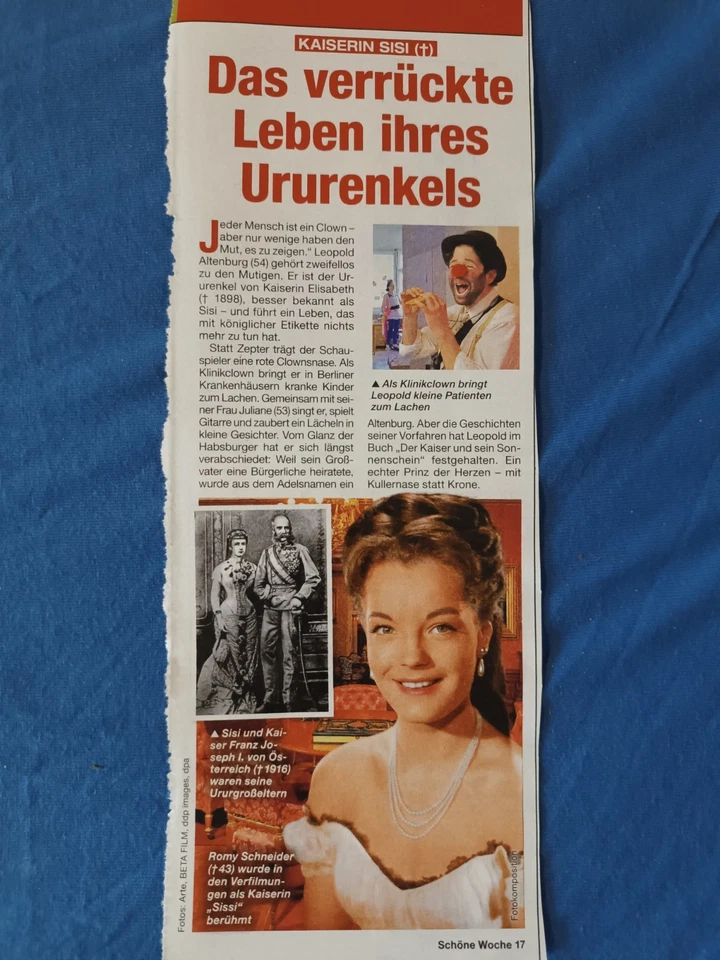 KAISERIN SISI (†)
Das verrückte
Leben ihres
Ururenkels
Jeder Mensch ist ein Clown –
aber nur wenige haben den
Mut, es zu zeigen.“ Leopold
Altenburg (54) gehört zweifellos
zu den Mutigen. Er ist der Ur-
urenkel von Kaiserin Elisabeth
(† 1898), besser bekannt als
Sisi – und führt ein Leben, das
mit königlicher Etikette nichts
mehr zu tun hat.
Statt Zepter trägt der Schau-
spieler eine rote Clownsnase. Als
Klinikclown bringt er in Berliner
Krankenhäusern kranke Kinder
zum Lachen. Gemeinsam mit sei-
ner Frau Juliane (53) singt er, spielt
Gitarre und zaubert ein Lächeln in
kleine Gesichter. Vom Glanz der
Habsburger hat er sich längst
verabschiedet: Weil sein Groß-
vater eine Bürgerliche heiratete,
wurde aus dem Adelsnamen ein
▲ Als Klinikclown bringt
Leopold kleine Patienten
zum Lachen
Altenburg. Aber die Geschichten
seiner Vorfahren hat Leopold im
Buch „Der Kaiser und sein Son-
nenschein“ festgehalten. Ein
echter Prinz der Herzen – mit
Kullernase statt Krone.
▲ Sisi und Kai-
ser Franz Jo-
seph I. von Ös-
terreich († 1916)
waren seine
Ururgroßeltern
Romy Schneider
(† 43) wurde in
den Verfilmun-
gen als Kaiserin
„Sissi“
berühmt
Fotos: Arte, BETA FILM, ddp images, dpa
Fotokomposition
Schöne Woche 17